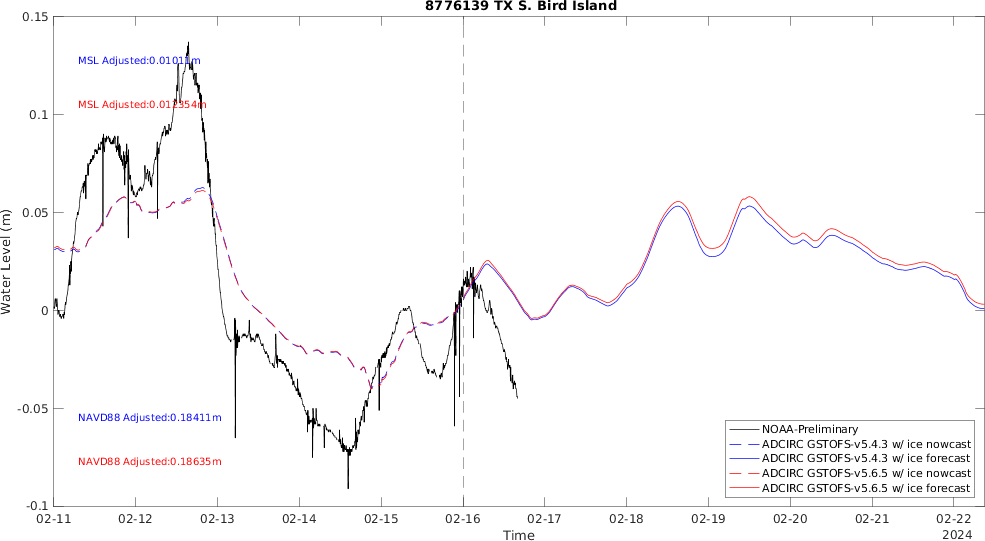 8776139 TX S. Bird Island
0.15
0.1
0.05
0
-0.05
-0.1
Water Level (m)
MSL Adjusted:0.01011m
MSL Adjusted:0.012354m
NAVD88 Adjusted:0.18411m
NAVD88 Adjusted:0.18635m
NOAA-Preliminary
ADCIRC GSTOFS-v5.4.3 w/ ice nowcast
ADCIRC GSTOFS-v5.4.3 w/ ice forecast
ADCIRC GSTOFS-v5.6.5 w/ ice nowcast
ADCIRC GSTOFS-v5.6.5 w/ ice forecast
02-11 02-12 02-13 02-14 02-15 02-16 02-17 02-18 02-19 02-20 02-21 02-22
Time
2024